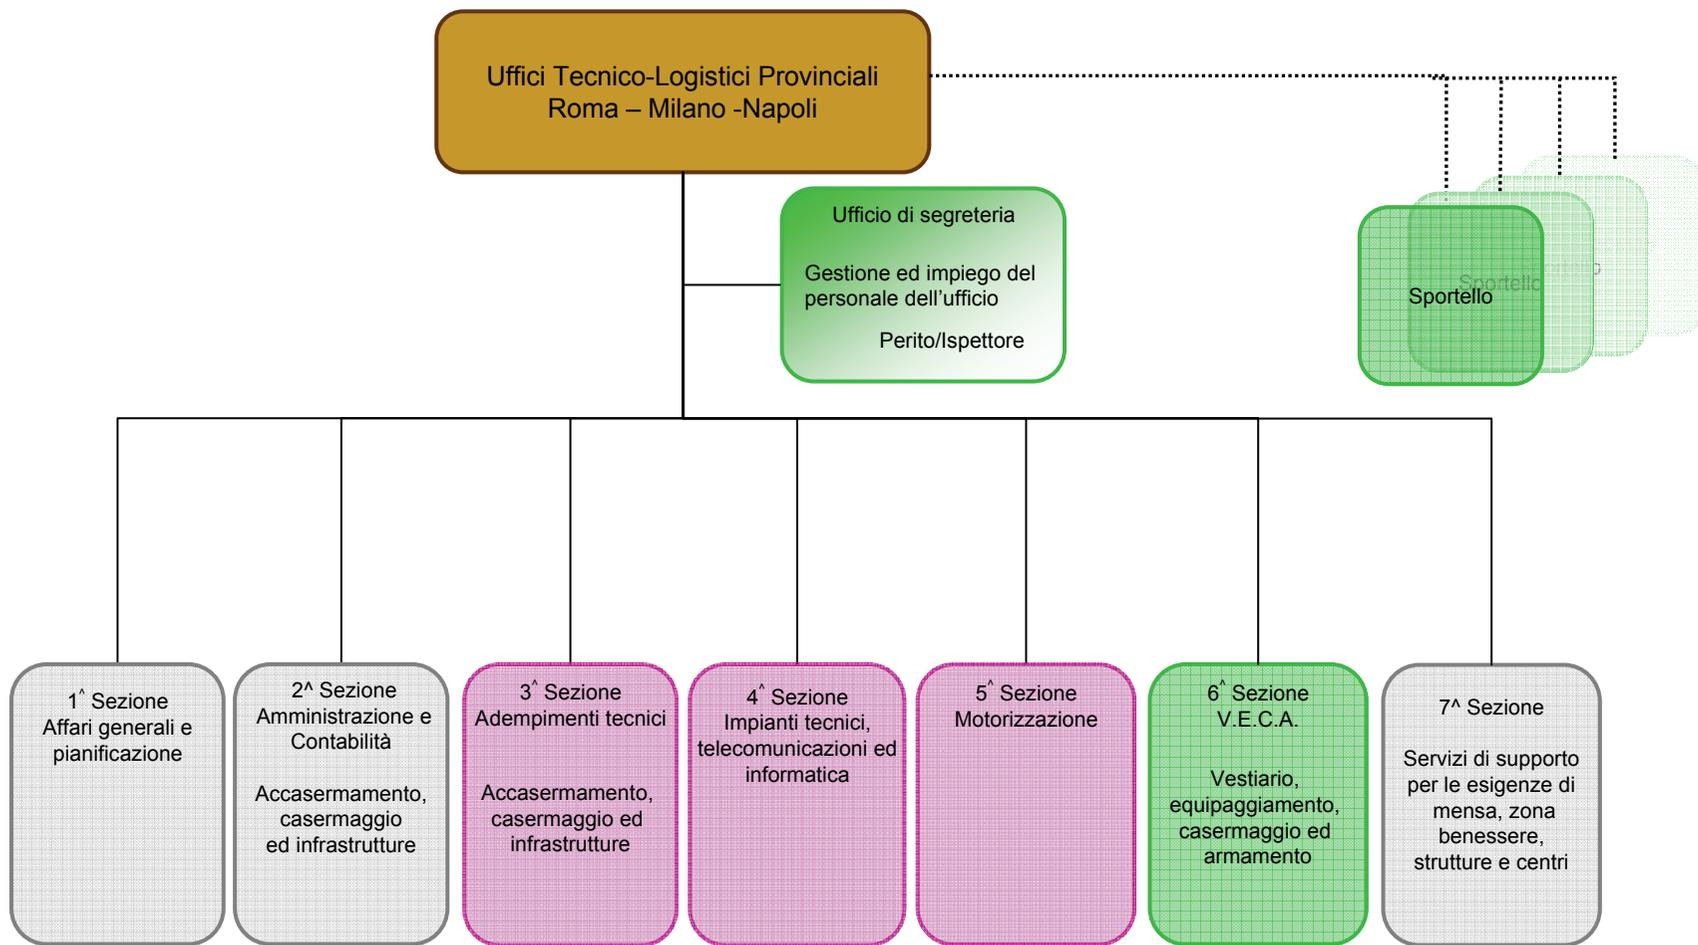 Uffici Tecnico-Logistici Provinciali
Roma – Milano -Napoli
Ufficio di segreteria
Gestione ed impiego del
personale dell'ufficio
Perito/Ispettore
Sportello
Sportello
1^ Sezione
Affari generali e
pianificazione
2^ Sezione
Amministrazione e
Contabilità
Accasermamento,
casermaggio
ed infrastrutture
3^ Sezione
Adempimenti tecnici
Accasermamento,
casermaggio ed
infrastrutture
4^ Sezione
Impianti tecnici,
telecomunicazioni ed
informatica
5^ Sezione
Motorizzazione
6^ Sezione
V.E.C.A.
Vestiario,
equipaggiamento,
casermaggio ed
armamento
7^ Sezione
Servizi di supporto
per le esigenze di
mensa, zona
benessere,
strutture e centri